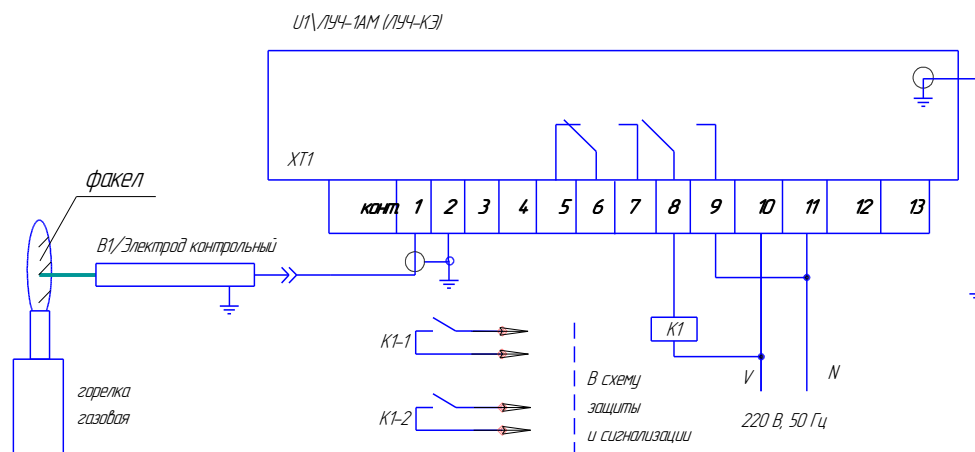 U1\ЛУЧ-1АМ (ЛУЧ-КЭ)
XT1
факел
конт. 1 2 3 4 5 6 7 8 9 10 11 12 13
В1/Электрод контрольный
К1-1
К1
V
N
горелка
газовая
К1-2
В схему
защиты
и сигнализации
220 В, 50 Гц